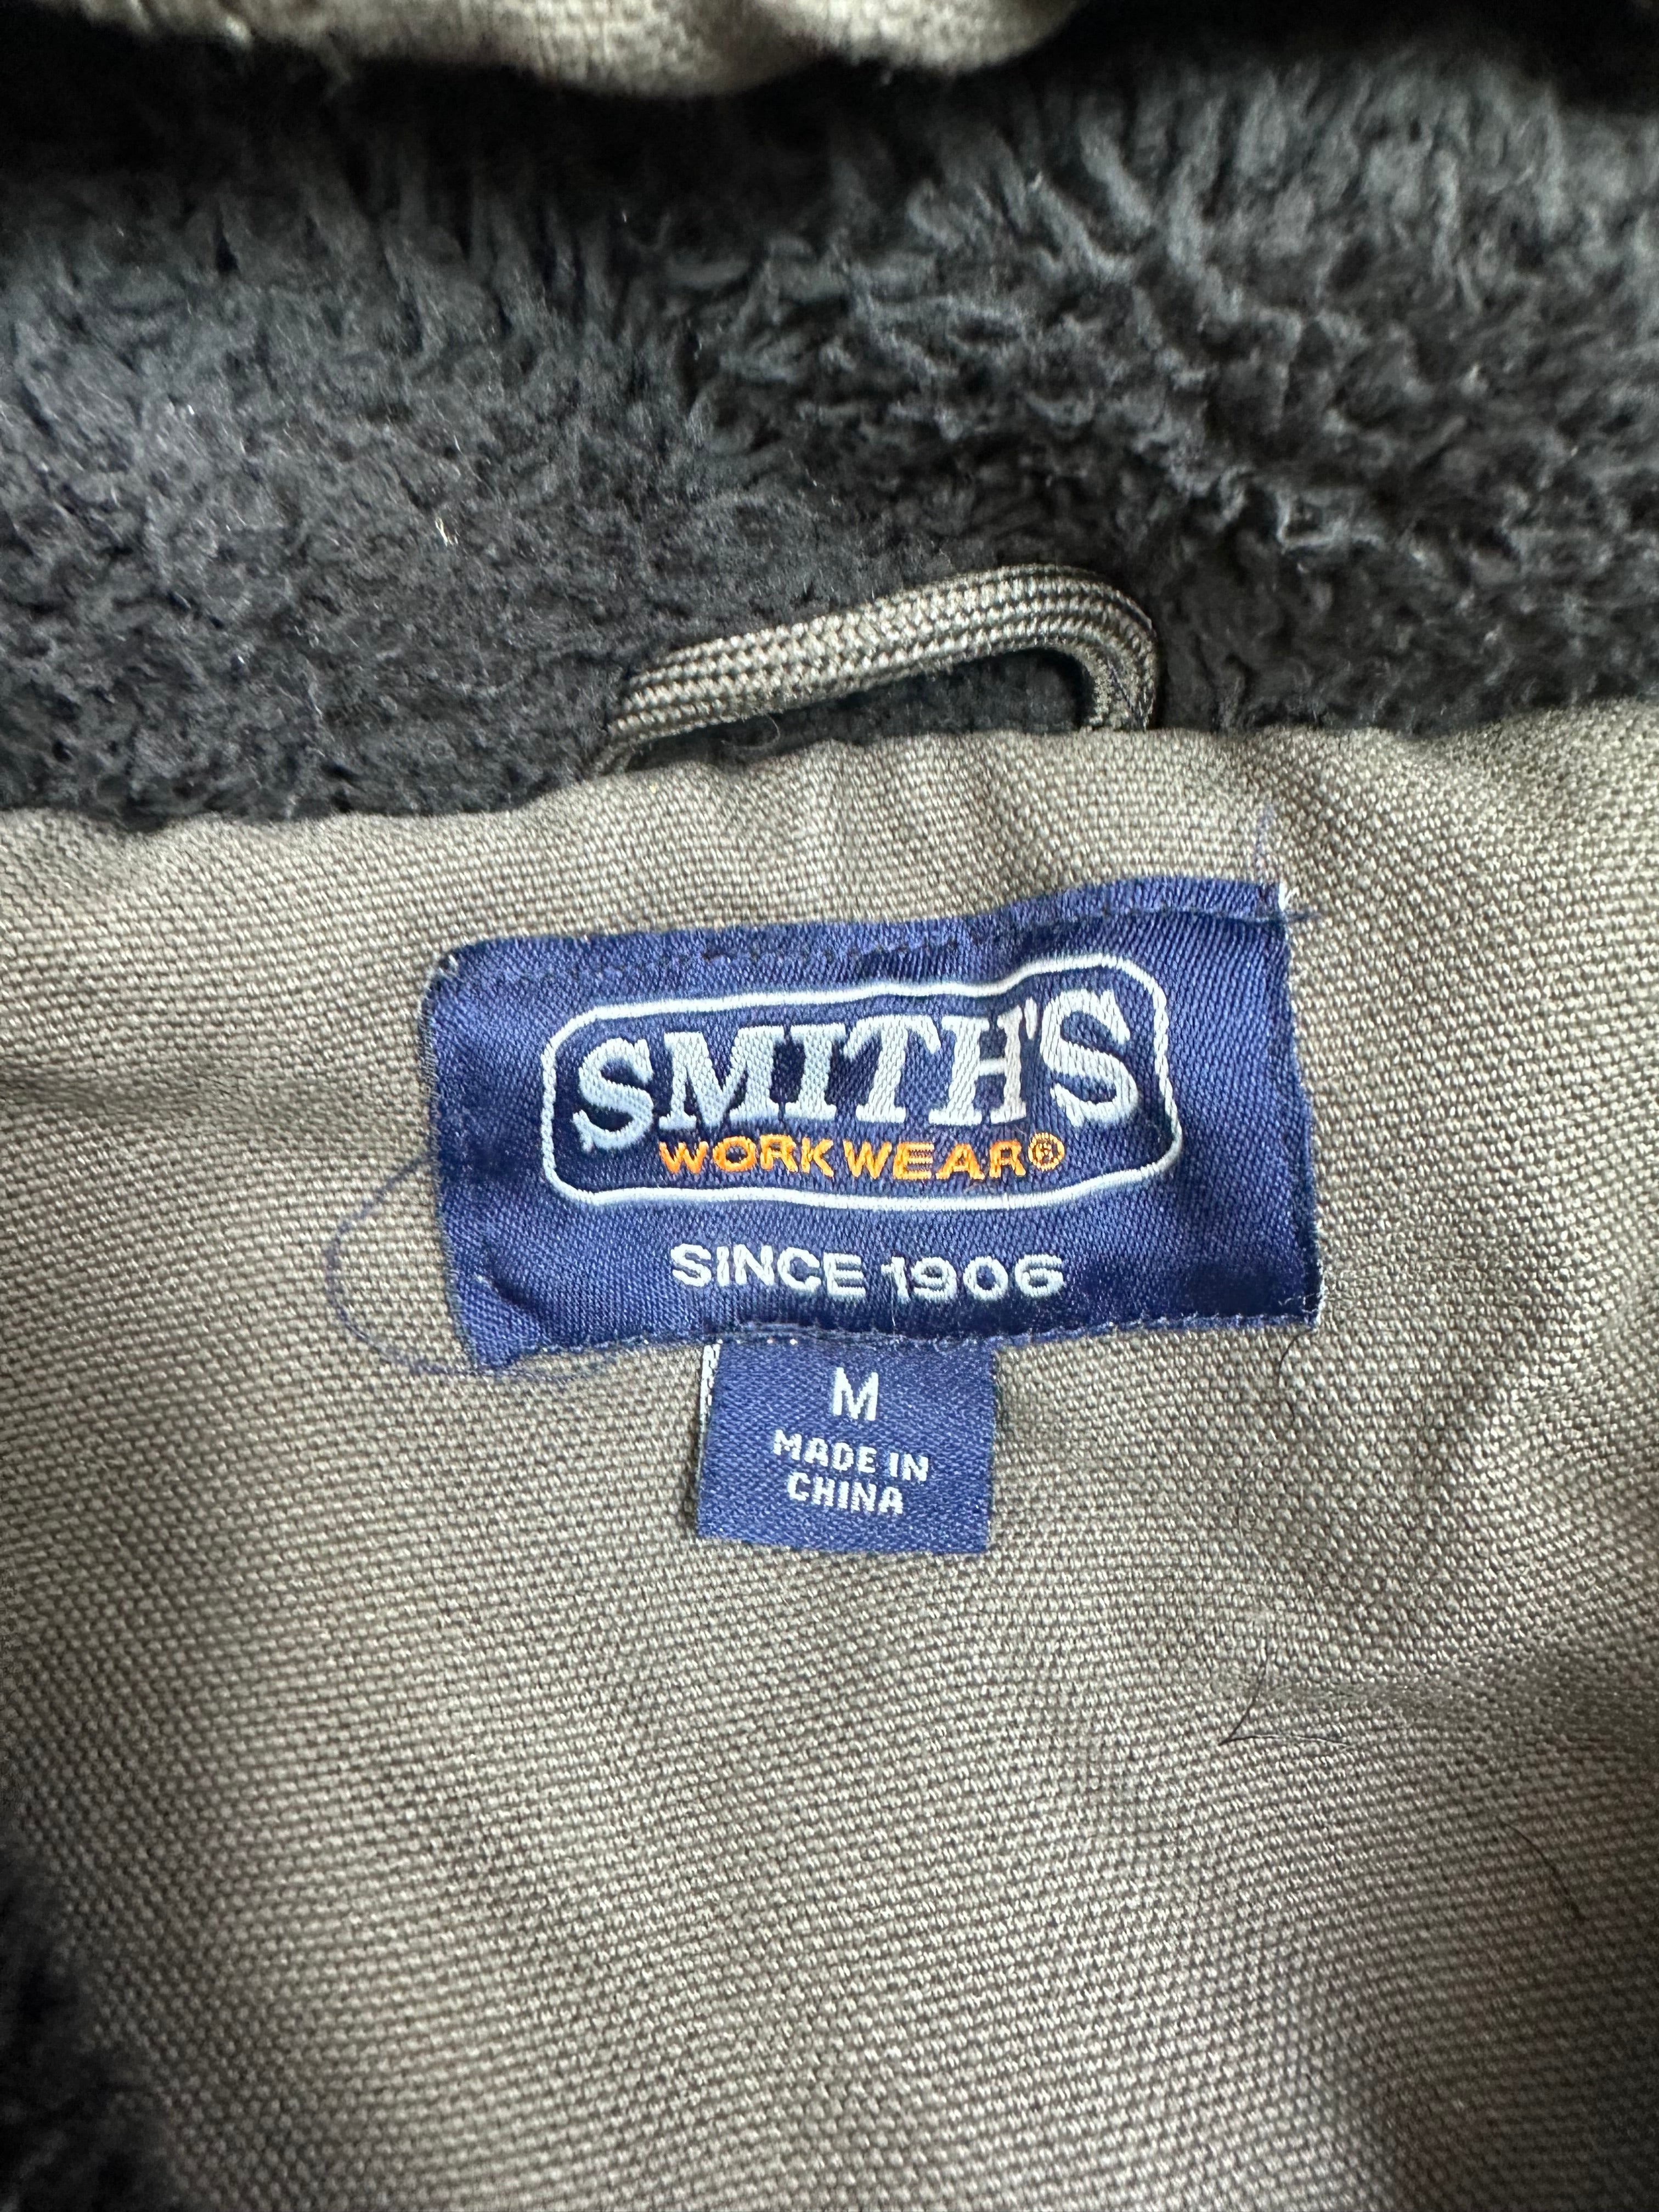 SMITH'S
WORKWEAR®
SINCE 1906
M
MADE IN
CHINA